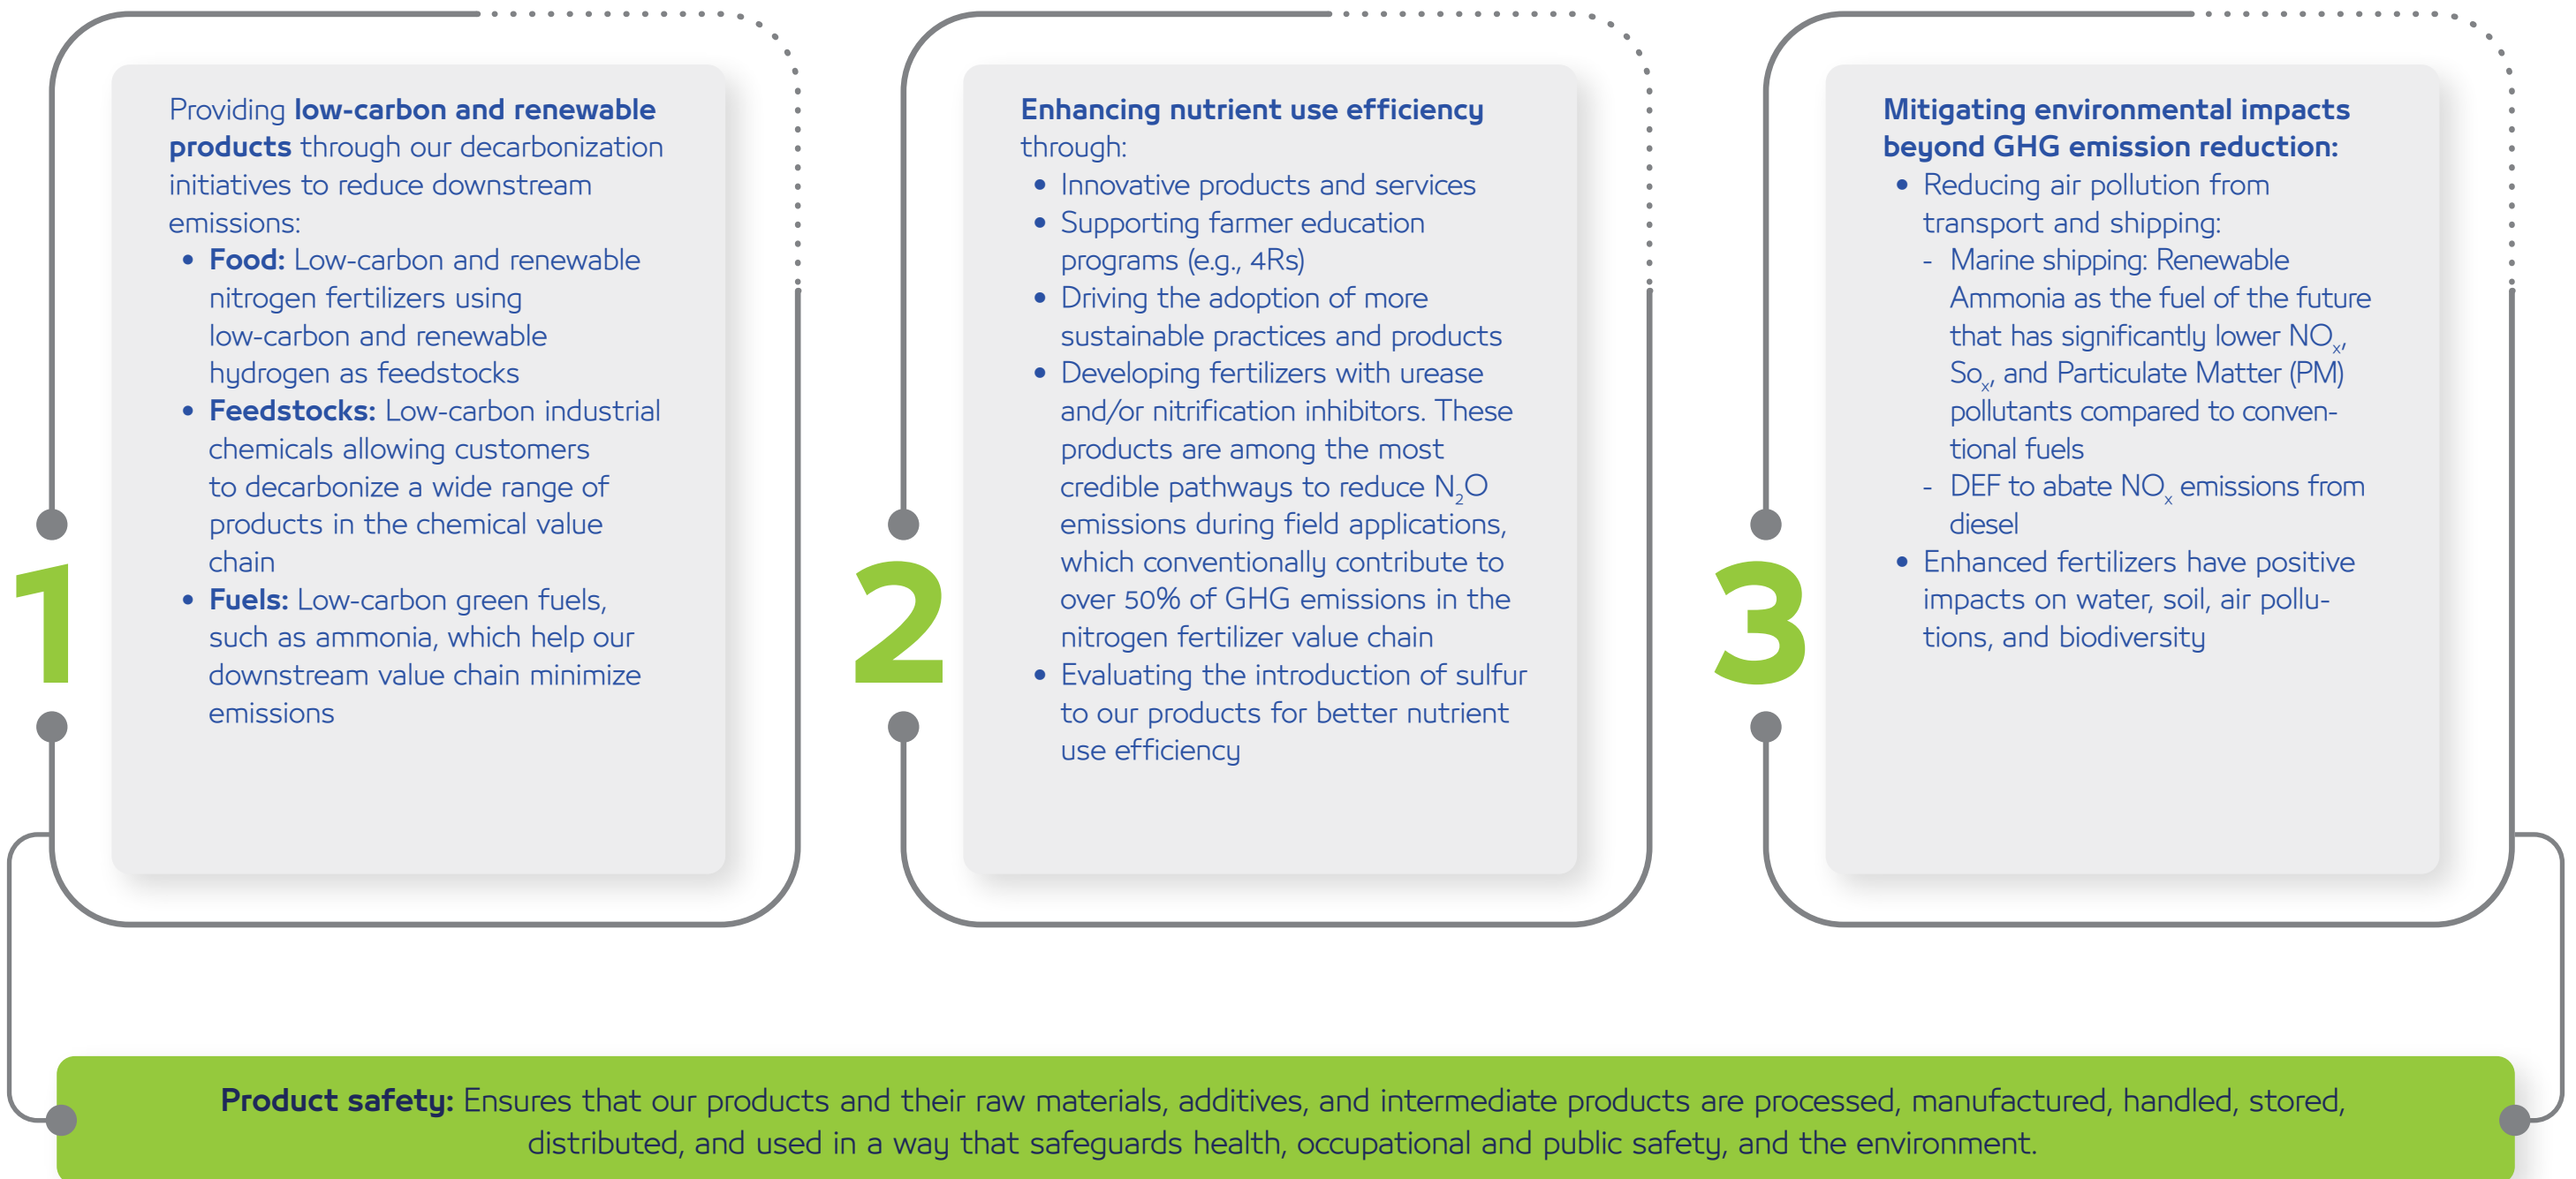 1
Providing low-carbon and renewable
products through our decarbonization
initiatives to reduce downstream
emissions:
• Food: Low-carbon and renewable
nitrogen fertilizers using
low-carbon and renewable
hydrogen as feedstocks
• Feedstocks: Low-carbon industrial
chemicals allowing customers
to decarbonize a wide range of
products in the chemical value
chain
• Fuels: Low-carbon green fuels,
such as ammonia, which help our
downstream value chain minimize
emissions
2
Enhancing nutrient use efficiency
through:
• Innovative products and services
• Supporting farmer education
programs (e.g., 4Rs)
• Driving the adoption of more
sustainable practices and products
• Developing fertilizers with urease
and/or nitrification inhibitors. These
products are among the most
credible pathways to reduce N₂O
emissions during field applications,
which conventionally contribute to
over 50% of GHG emissions in the
nitrogen fertilizer value chain
• Evaluating the introduction of sulfur
to our products for better nutrient
use efficiency
3
Mitigating environmental impacts
beyond GHG emission reduction:
• Reducing air pollution from
transport and shipping:
- Marine shipping: Renewable
Ammonia as the fuel of the future
that has significantly lower NOₓ,
Soₓ, and Particulate Matter (PM)
pollutants compared to conven-
tional fuels
- DEF to abate NOₓ emissions from
diesel
• Enhanced fertilizers have positive
impacts on water, soil, air pollu-
tions, and biodiversity
Product safety: Ensures that our products and their raw materials, additives, and intermediate products are processed, manufactured, handled, stored,
distributed, and used in a way that safeguards health, occupational and public safety, and the environment.